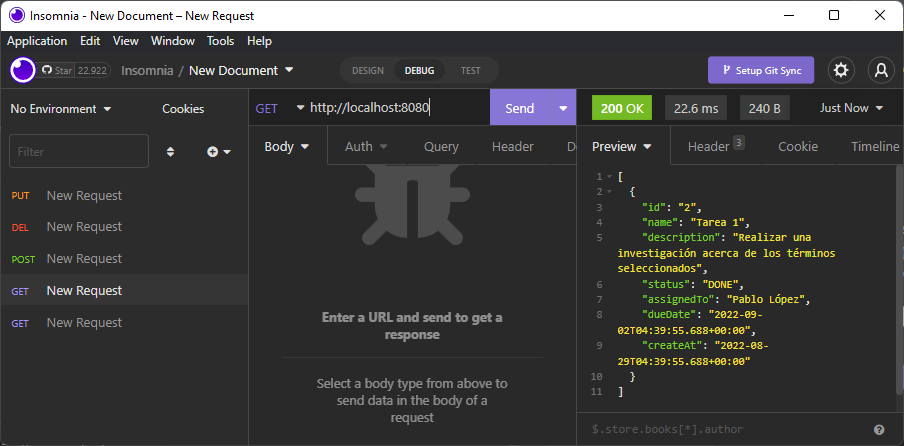 Insomnia - New Document – New Request
Application Edit View Window Tools Help
Star 22.922 Insomnia / New Document DESIGN DEBUG TEST Setup Git Sync
No Environment Cookies GET http://localhost:8080 Send 200 OK 22.6 ms 240 B Just Now
Filter
Body Auth Query Header Preview Header 3 Cookie Timeline
PUT New Request
DEL New Request
POST New Request
GET New Request
GET New Request
Enter a URL and send to get a
response
Select a body type from above to
send data in the body of a
request
1 [
2 {
3 "id": "2",
4 "name": "Tarea 1",
5 "description": "Realizar una
investigación acerca de los términos
seleccionados",
6 "status": "DONE",
7 "assignedTo": "Pablo López",
8 "dueDate": "2022-09-
02T04:39:55.688+00:00",
9 "createAt": "2022-08-
29T04:39:55.688+00:00"
10 }
11 ]
$.store.books[*].author